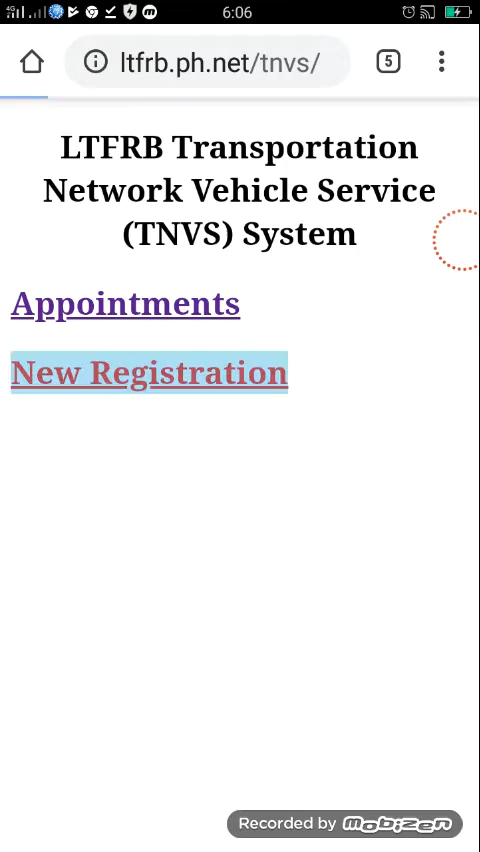 4G
6:06
ltfrb.ph.net/tnvs/
5
LTFRB Transportation
Network Vehicle Service
(TNVS) System
Appointments
New Registration
Recorded by Mobizen